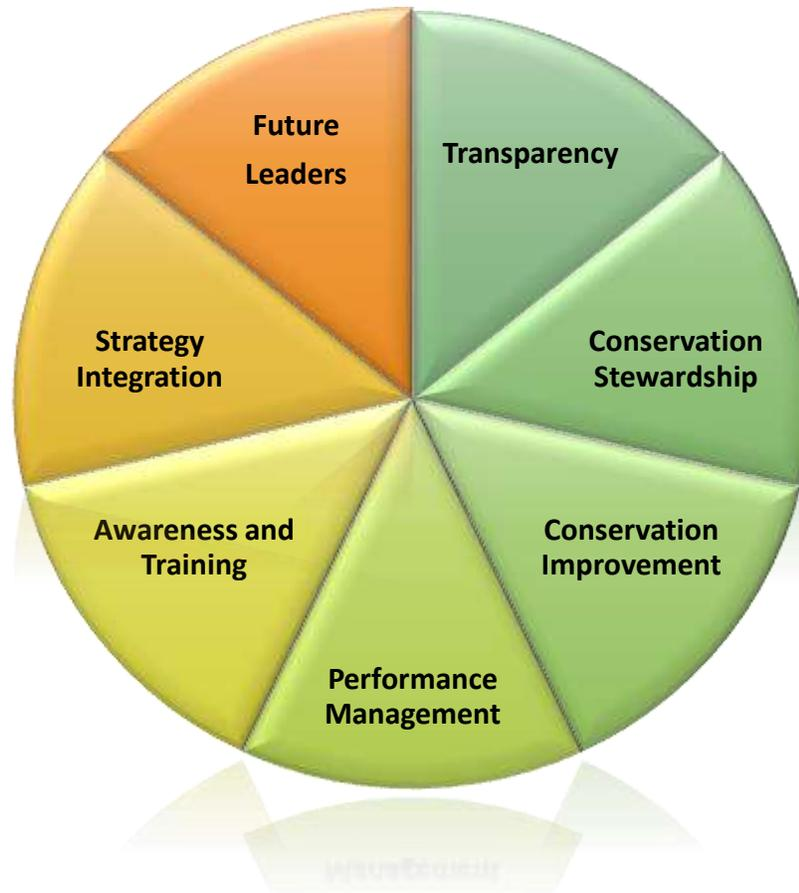 Future
Leaders
Transparency
Strategy
Integration
Conservation
Stewardship
Awareness and
Training
Conservation
Improvement
Performance
Management